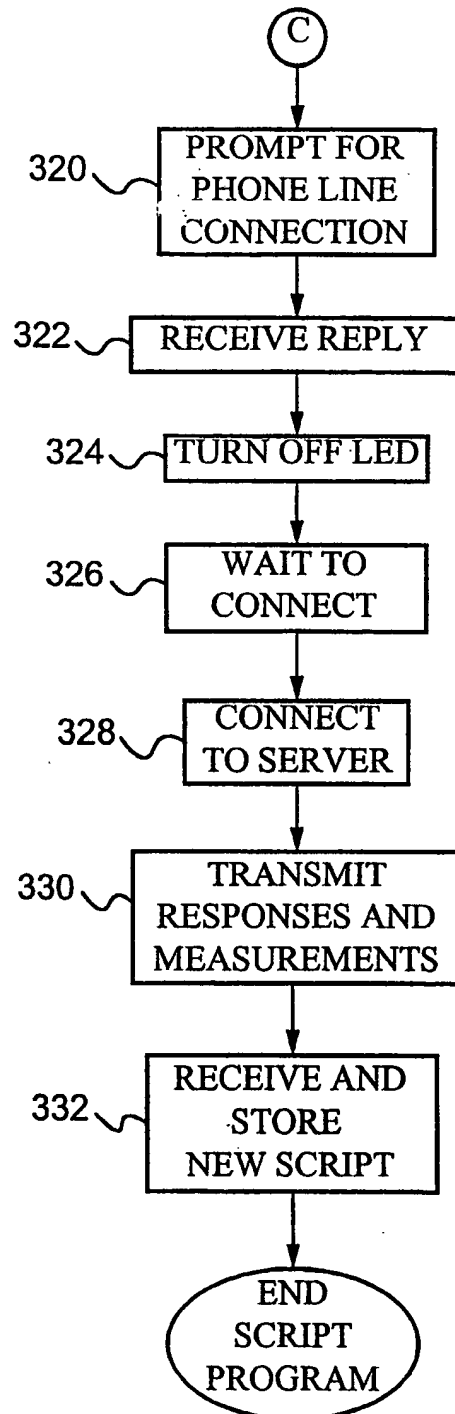 C
320
PROMPT FOR
PHONE LINE
CONNECTION
322
RECEIVE REPLY
324
TURN OFF LED
326
WAIT TO
CONNECT
328
CONNECT
TO SERVER
330
TRANSMIT
RESPONSES AND
MEASUREMENTS
332
RECEIVE AND
STORE
NEW SCRIPT
END
SCRIPT
PROGRAM